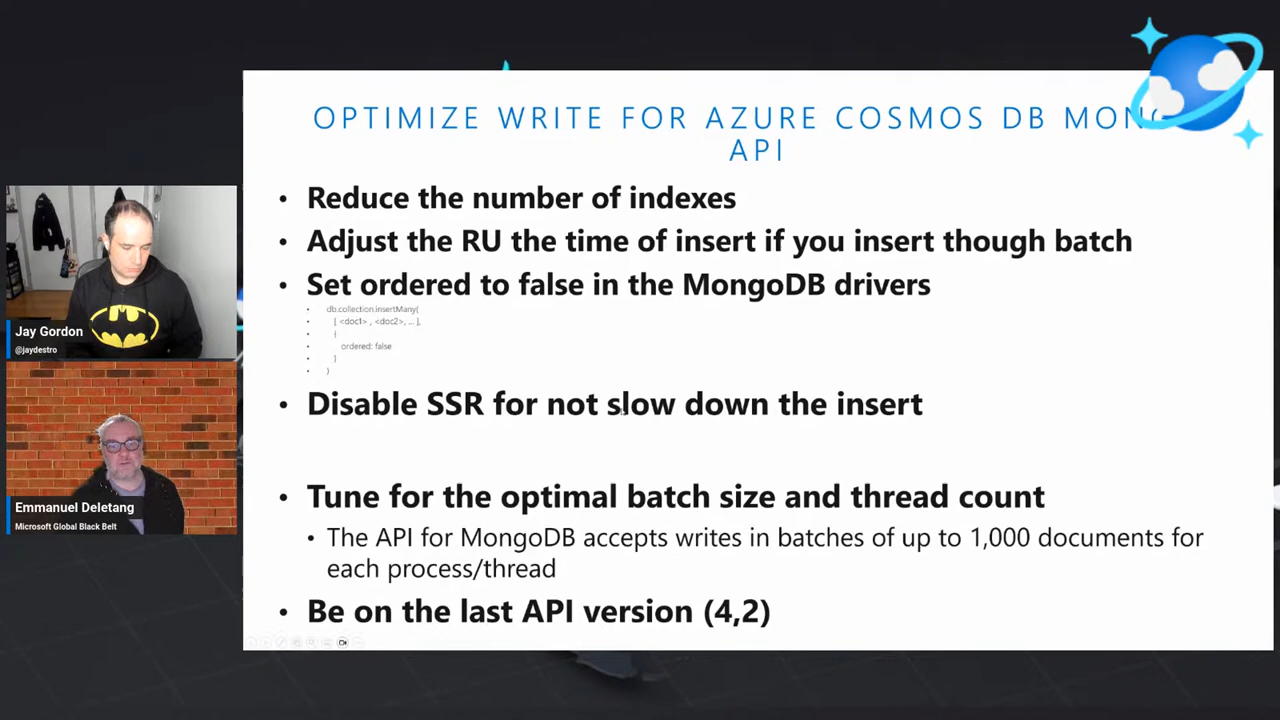 OPTIMIZE WRITE FOR AZURE COSMOS DB MONGO
API
• Reduce the number of indexes
• Adjust the RU the time of insert if you insert though batch
• Set ordered to false in the MongoDB drivers
• db.collection.insertMany(
• [ <doc1> , <doc2>, ... ],
• {
• ordered: false
• }
• )
• Disable SSR for not slow down the insert
• Tune for the optimal batch size and thread count
• The API for MongoDB accepts writes in batches of up to 1,000 documents for
each process/thread
• Be on the last API version (4,2)
Jay Gordon
@jaydestro
Emmanuel Deletang
Microsoft Global Black Belt